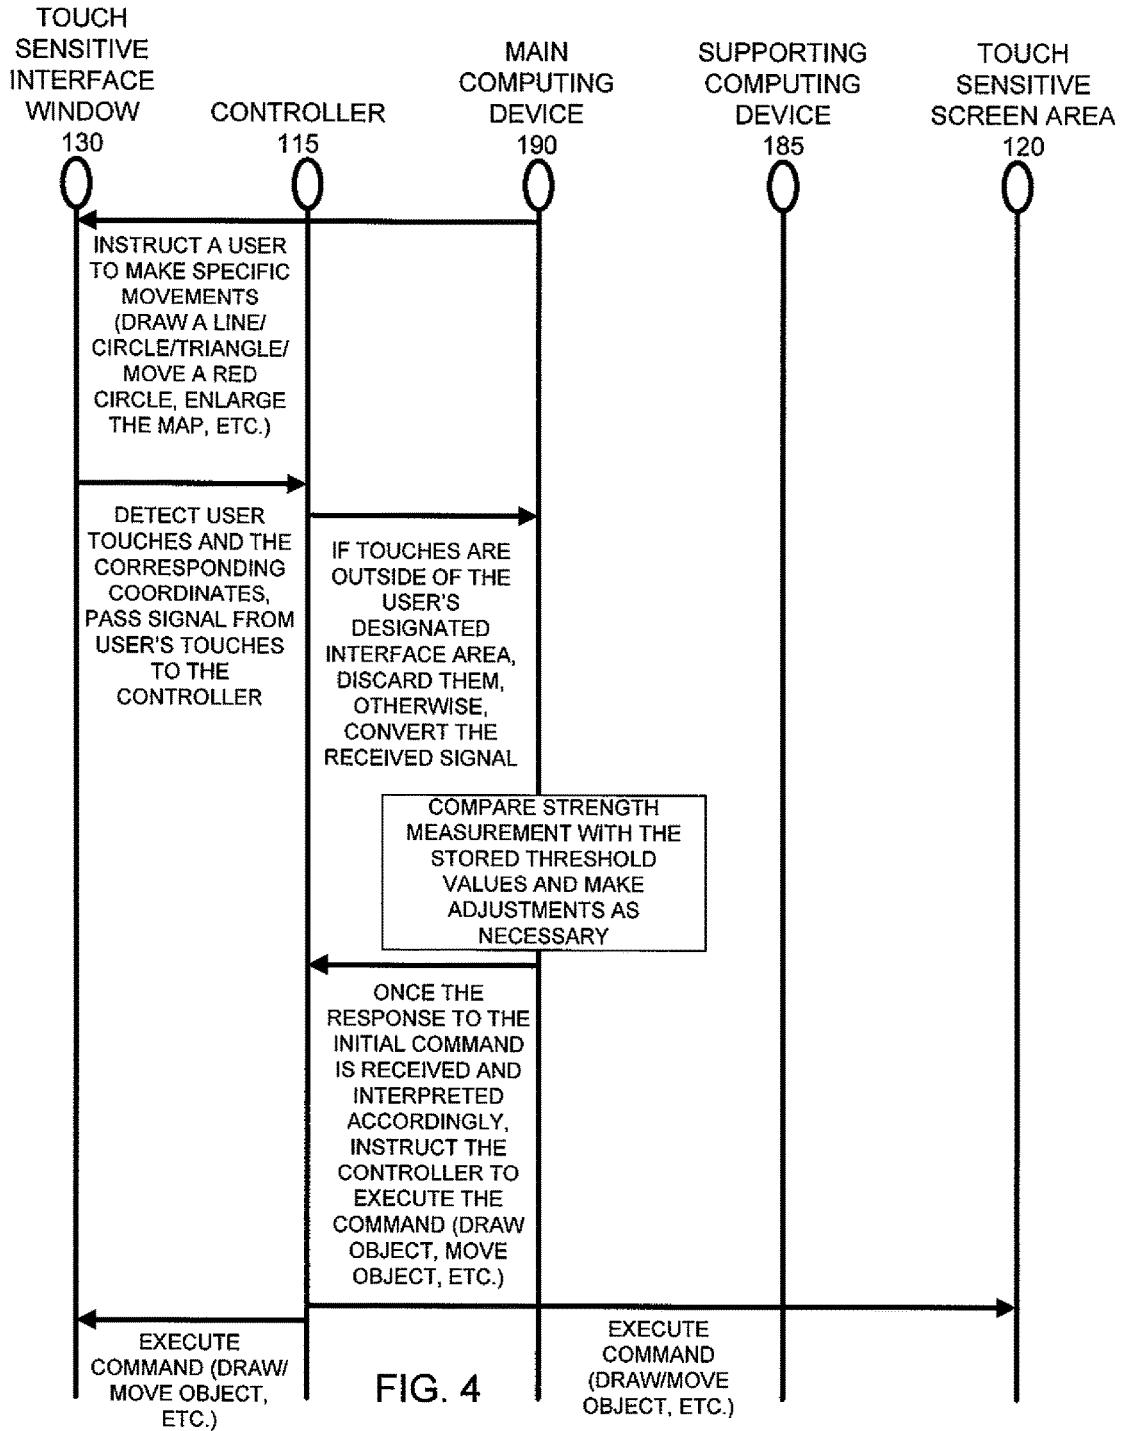 TOUCH
SENSITIVE
INTERFACE
WINDOW
130
CONTROLLER
115
MAIN
COMPUTING
DEVICE
190
SUPPORTING
COMPUTING
DEVICE
185
TOUCH
SENSITIVE
SCREEN AREA
120
INSTRUCT A USER
TO MAKE SPECIFIC
MOVEMENTS
(DRAW A LINE/
CIRCLE/TRIANGLE/
MOVE A RED
CIRCLE, ENLARGE
THE MAP, ETC.)
DETECT USER
TOUCHES AND THE
CORRESPONDING
COORDINATES,
PASS SIGNAL FROM
USER'S TOUCHES
TO THE
CONTROLLER
IF TOUCHES ARE
OUTSIDE OF THE
USER'S
DESIGNATED
INTERFACE AREA,
DISCARD THEM,
OTHERWISE,
CONVERT THE
RECEIVED SIGNAL
COMPARE STRENGTH
MEASUREMENT WITH THE
STORED THRESHOLD
VALUES AND MAKE
ADJUSTMENTS AS
NECESSARY
ONCE THE
RESPONSE TO THE
INITIAL COMMAND
IS RECEIVED AND
INTERPRETED
ACCORDINGLY,
INSTRUCT THE
CONTROLLER TO
EXECUTE THE
COMMAND (DRAW
OBJECT, MOVE
OBJECT, ETC.)
EXECUTE
COMMAND (DRAW/
MOVE OBJECT,
ETC.)
EXECUTE
COMMAND
(DRAW/MOVE
OBJECT, ETC.)
FIG. 4